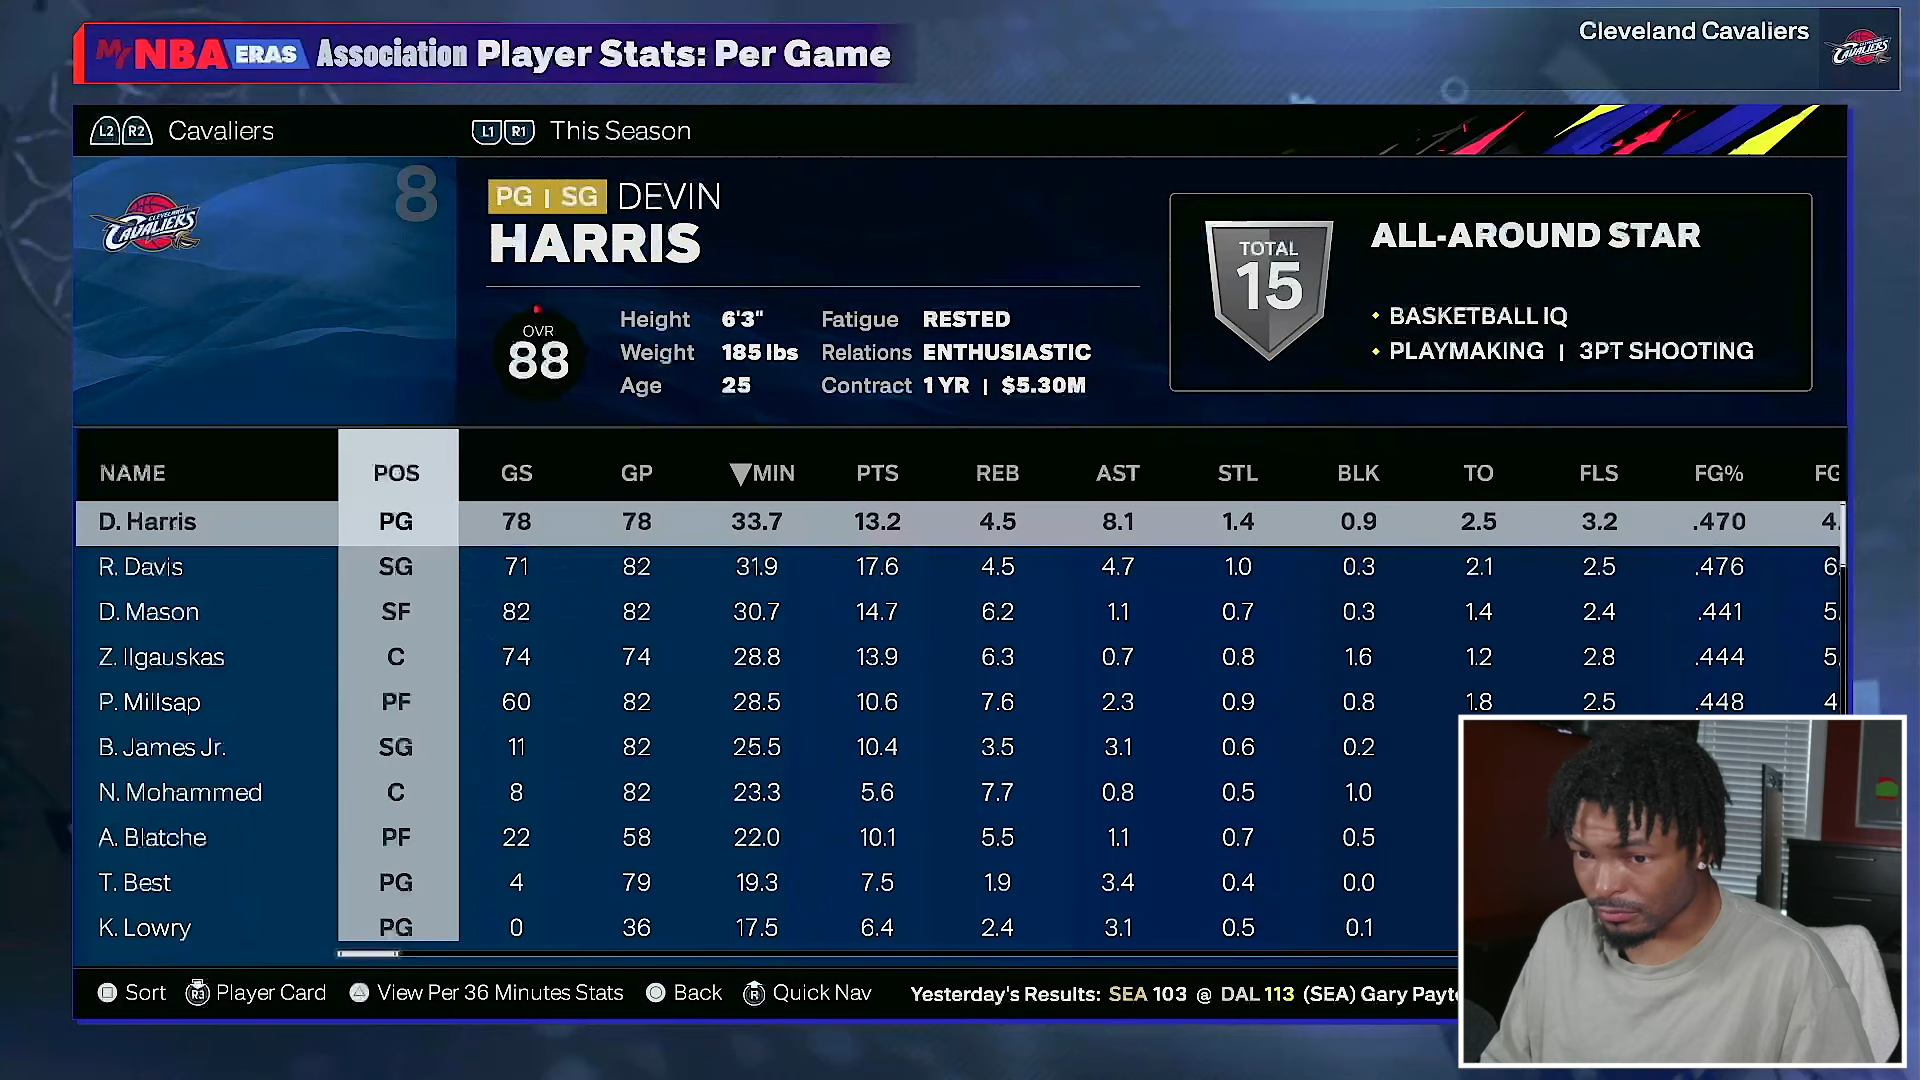 My NBA ERAS Association Player Stats: Per Game
Cleveland Cavaliers
CAVALIERS
L2 R2 Cavaliers L1 R1 This Season
CAVALIERS
8
PG | SG DEVIN
HARRIS
OVR
88
Height 6'3" Fatigue RESTED
Weight 185 lbs Relations ENTHUSIASTIC
Age 25 Contract 1 YR | $5.30M
TOTAL
15
ALL-AROUND STAR
• BASKETBALL IQ
• PLAYMAKING | 3PT SHOOTING
NAME POS GS GP ▼MIN PTS REB AST STL BLK TO FLS FG% FG
D. Harris PG 78 78 33.7 13.2 4.5 8.1 1.4 0.9 2.5 3.2 .470 4.
R. Davis SG 71 82 31.9 17.6 4.5 4.7 1.0 0.3 2.1 2.5 .476 6.
D. Mason SF 82 82 30.7 14.7 6.2 1.1 0.7 0.3 1.4 2.4 .441 5.
Z. Ilgauskas C 74 74 28.8 13.9 6.3 0.7 0.8 1.6 1.2 2.8 .444 5.
P. Millsap PF 60 82 28.5 10.6 7.6 2.3 0.9 0.8 1.8 2.5 .448 4.
B. James Jr. SG 11 82 25.5 10.4 3.5 3.1 0.6 0.2
N. Mohammed C 8 82 23.3 5.6 7.7 0.8 0.5 1.0
A. Blatche PF 22 58 22.0 10.1 5.5 1.1 0.7 0.5
T. Best PG 4 79 19.3 7.5 1.9 3.4 0.4 0.0
K. Lowry PG 0 36 17.5 6.4 2.4 3.1 0.5 0.1
Sort R3 Player Card View Per 36 Minutes Stats Back R Quick Nav Yesterday's Results: SEA 103 @ DAL 113 (SEA) Gary Payt